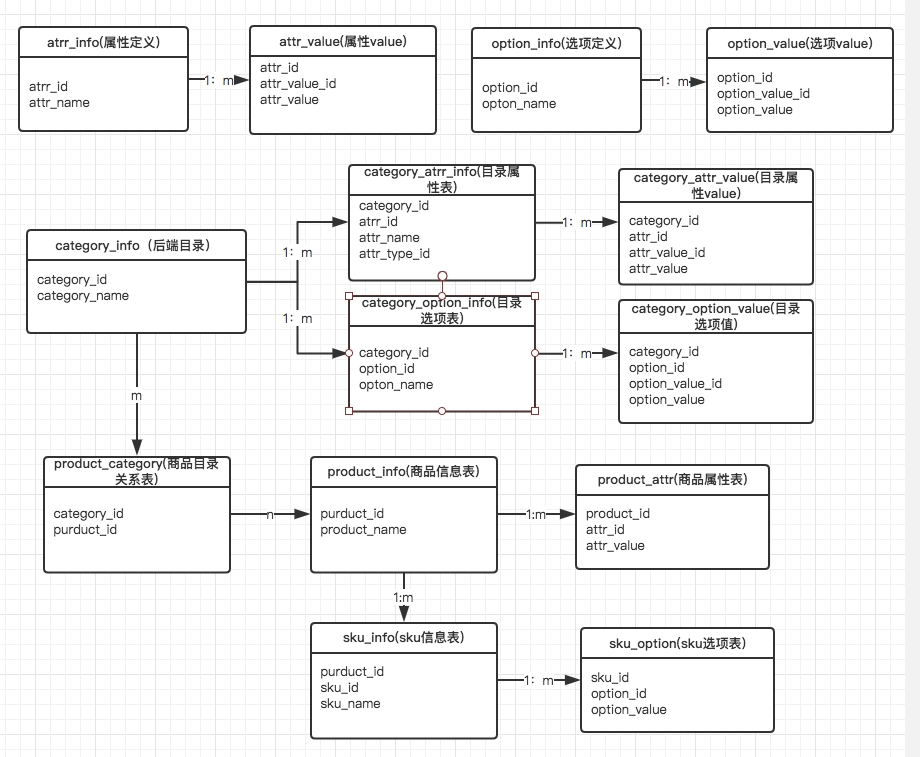 atrr_info(属性定义)
atrr_id
attr_name
1：m
attr_value(属性value)
attr_id
attr_value_id
attr_value
option_info(选项定义)
option_id
opton_name
1：m
option_value(选项value)
option_id
option_value_id
option_value
category_info（后端目录）
category_id
category_name
1：m
1：m
category_atrr_info(目录属
性表)
category_id
atrr_id
attr_name
attr_type_id
1：m
category_attr_value(目录属
性value)
category_id
attr_id
attr_value_id
attr_value
category_option_info(目录
选项表)
category_id
option_id
opton_name
1：m
category_option_value(目录
选项值)
category_id
option_id
option_value_id
option_value
m
product_category(商品目录
关系表)
category_id
purduct_id
n
product_info(商品信息表)
purduct_id
product_name
1:m
product_attr(商品属性表)
product_id
attr_id
attr_value
1:m
sku_info(sku信息表)
purduct_id
sku_id
sku_name
1：m
sku_option(sku选项表)
sku_id
option_id
option_value